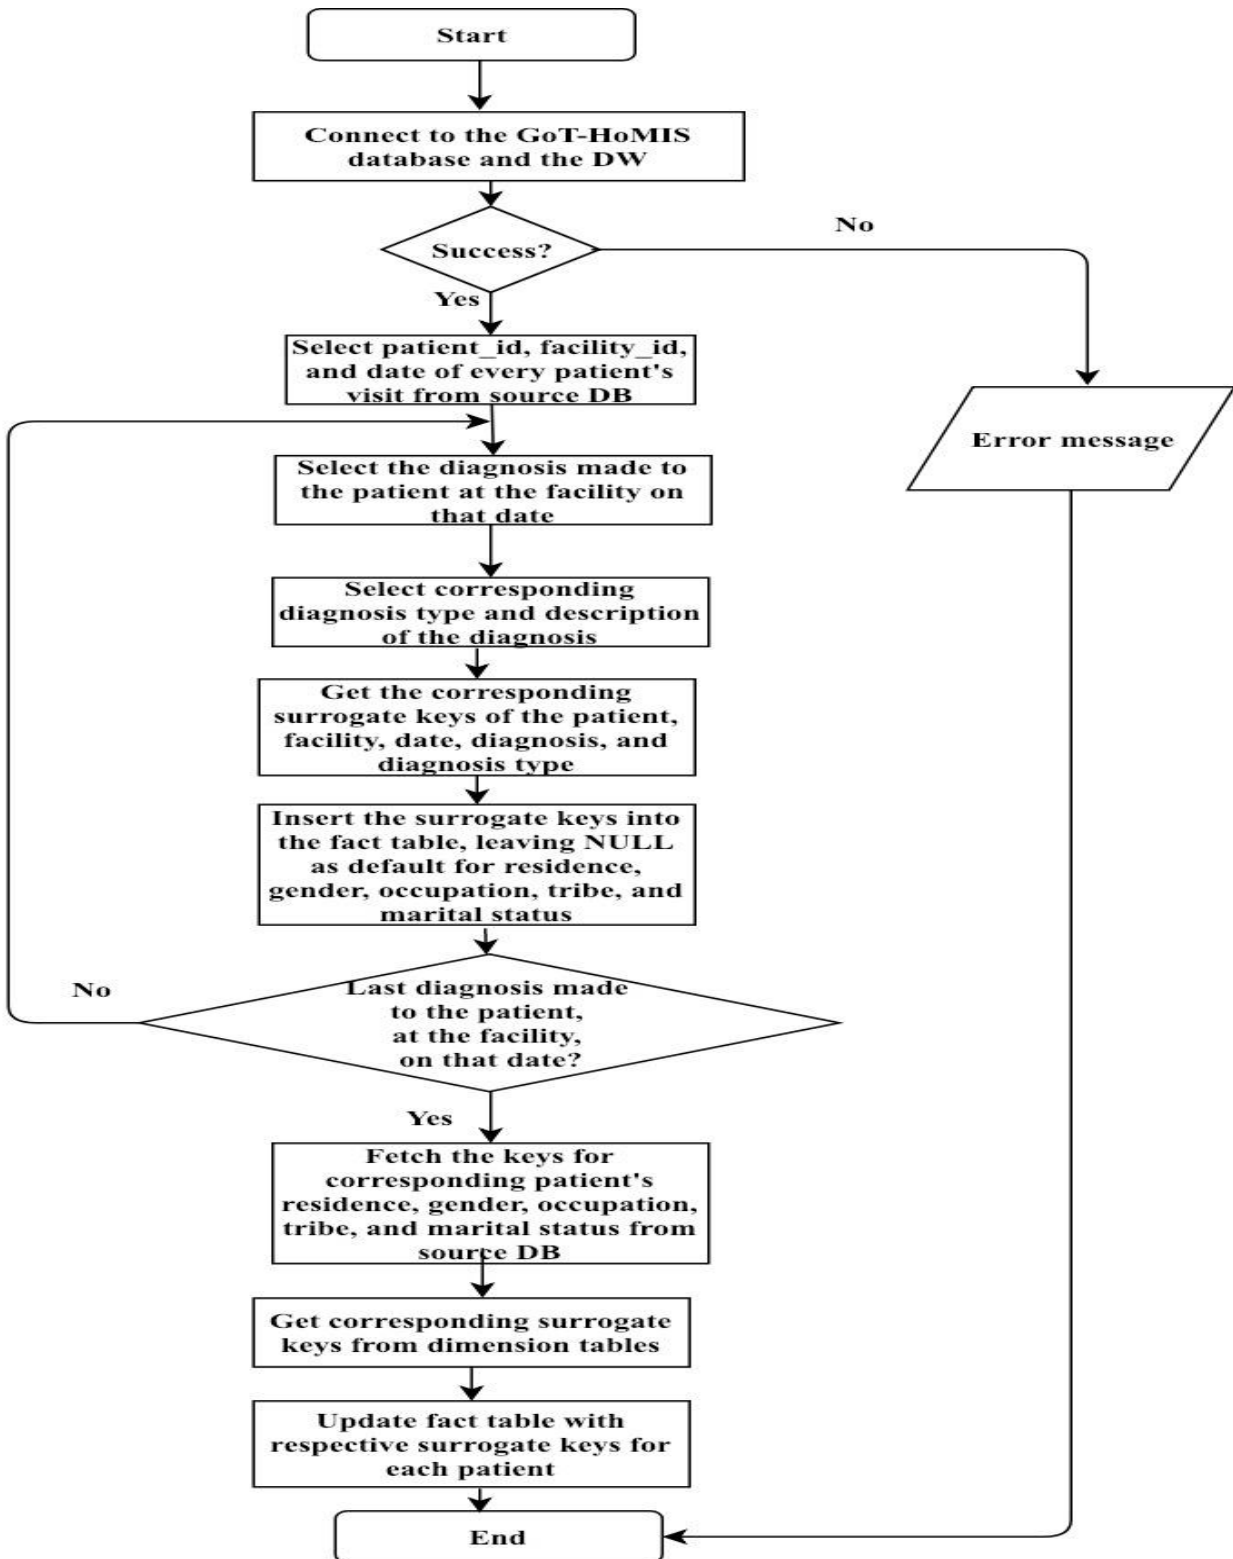 Start
Connect to the GoT-HoMIS
database and the DW
No
Success?
Yes
Select patient_id, facility_id,
and date of every patient's
visit from source DB
Error message
Select the diagnosis made to
the patient at the facility on
that date
Select corresponding
diagnosis type and description
of the diagnosis
Get the corresponding
surrogate keys of the patient,
facility, date, diagnosis, and
diagnosis type
Insert the surrogate keys into
the fact table, leaving NULL
as default for residence,
gender, occupation, tribe, and
marital status
No
Last diagnosis made
to the patient,
at the facility,
on that date?
Yes
Fetch the keys for
corresponding patient's
residence, gender, occupation,
tribe, and marital status from
source DB
Get corresponding surrogate
keys from dimension tables
Update fact table with
respective surrogate keys for
each patient
End